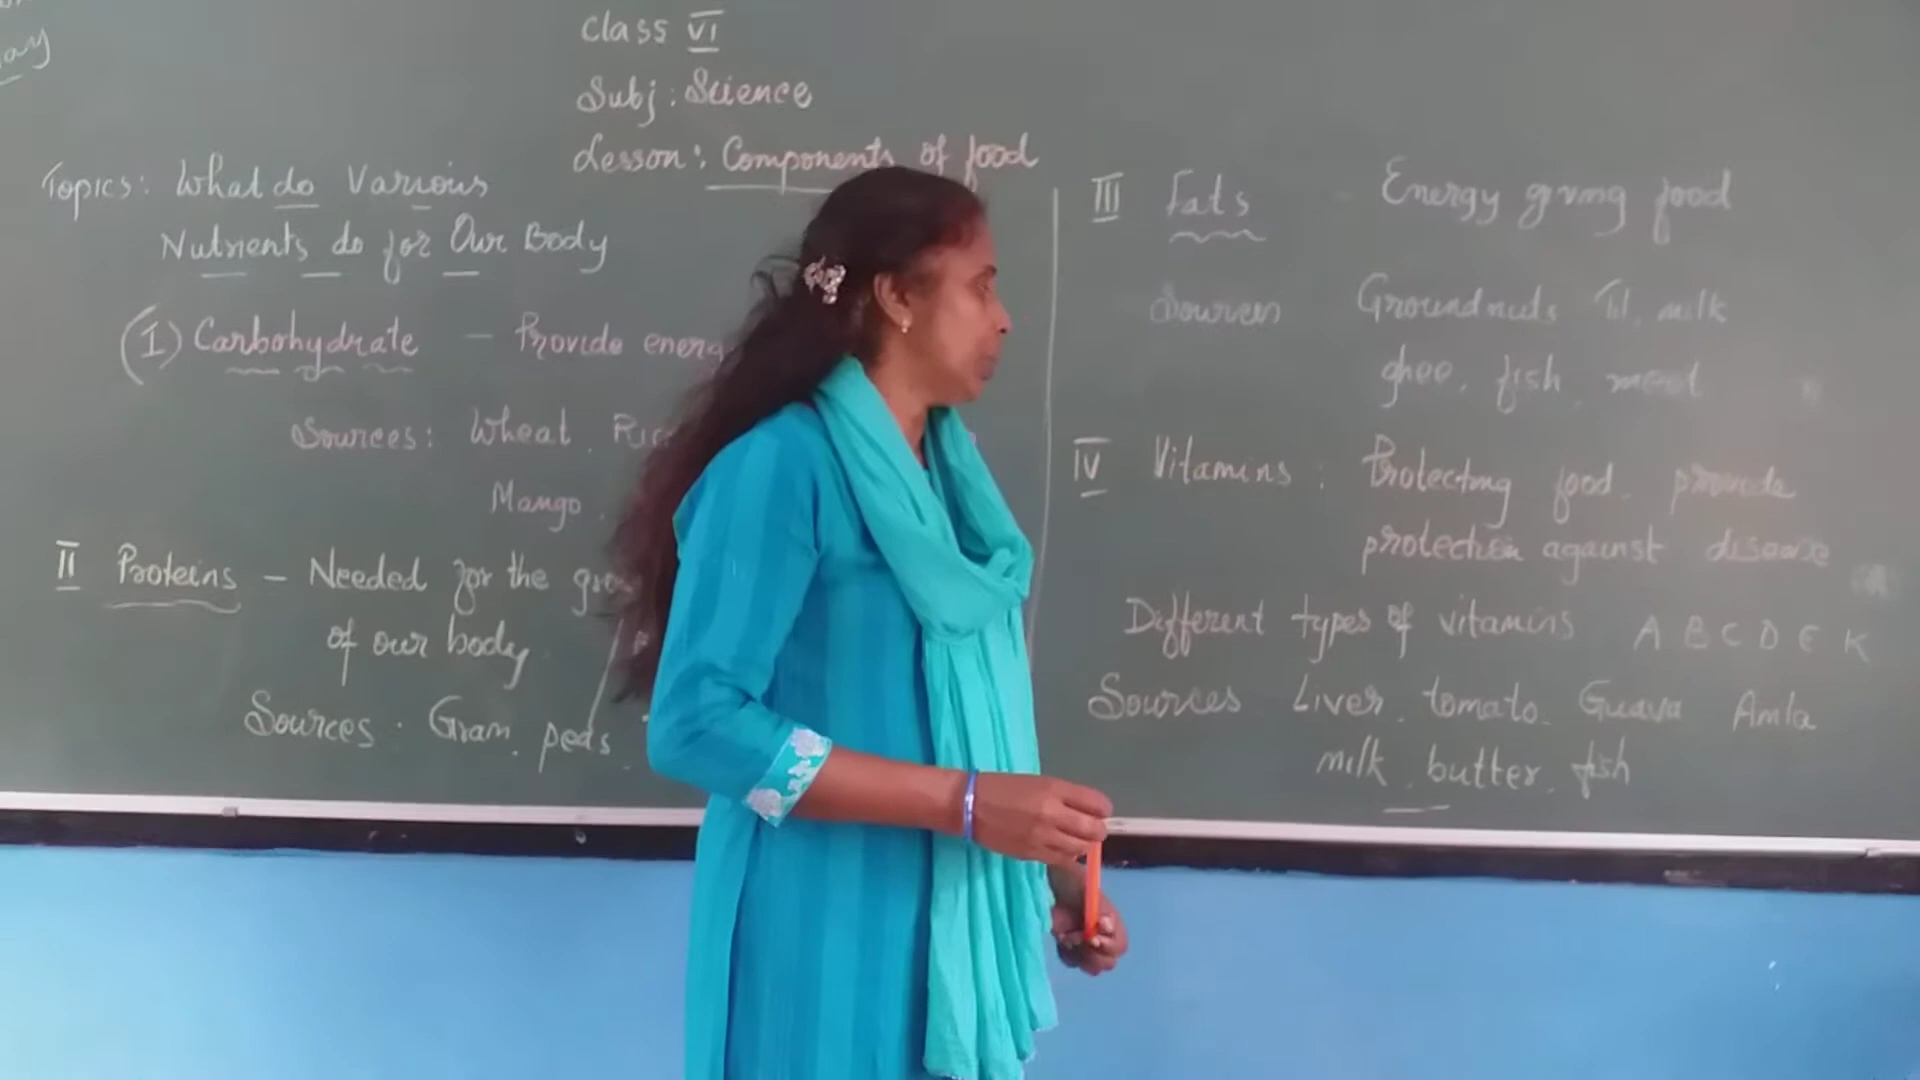 Class VI
Subj: Science
Lesson: Components of food
Topics: What do Various
Nutrients do for Our Body
(I) Carbohydrate – Provide energ
Sources: Wheat, Ric
Mango,
II Proteins – Needed for the gro
of our body
Sources. Gram, peas,
III Fats Energy giving food
Sources Groundnuts Til, milk
ghee, fish, meat
IV Vitamins: Protecting food. provide
protection against disease
Different types of vitamins A B C D E K
Sources Liver, tomato, Guava Amla
milk, butter, fish